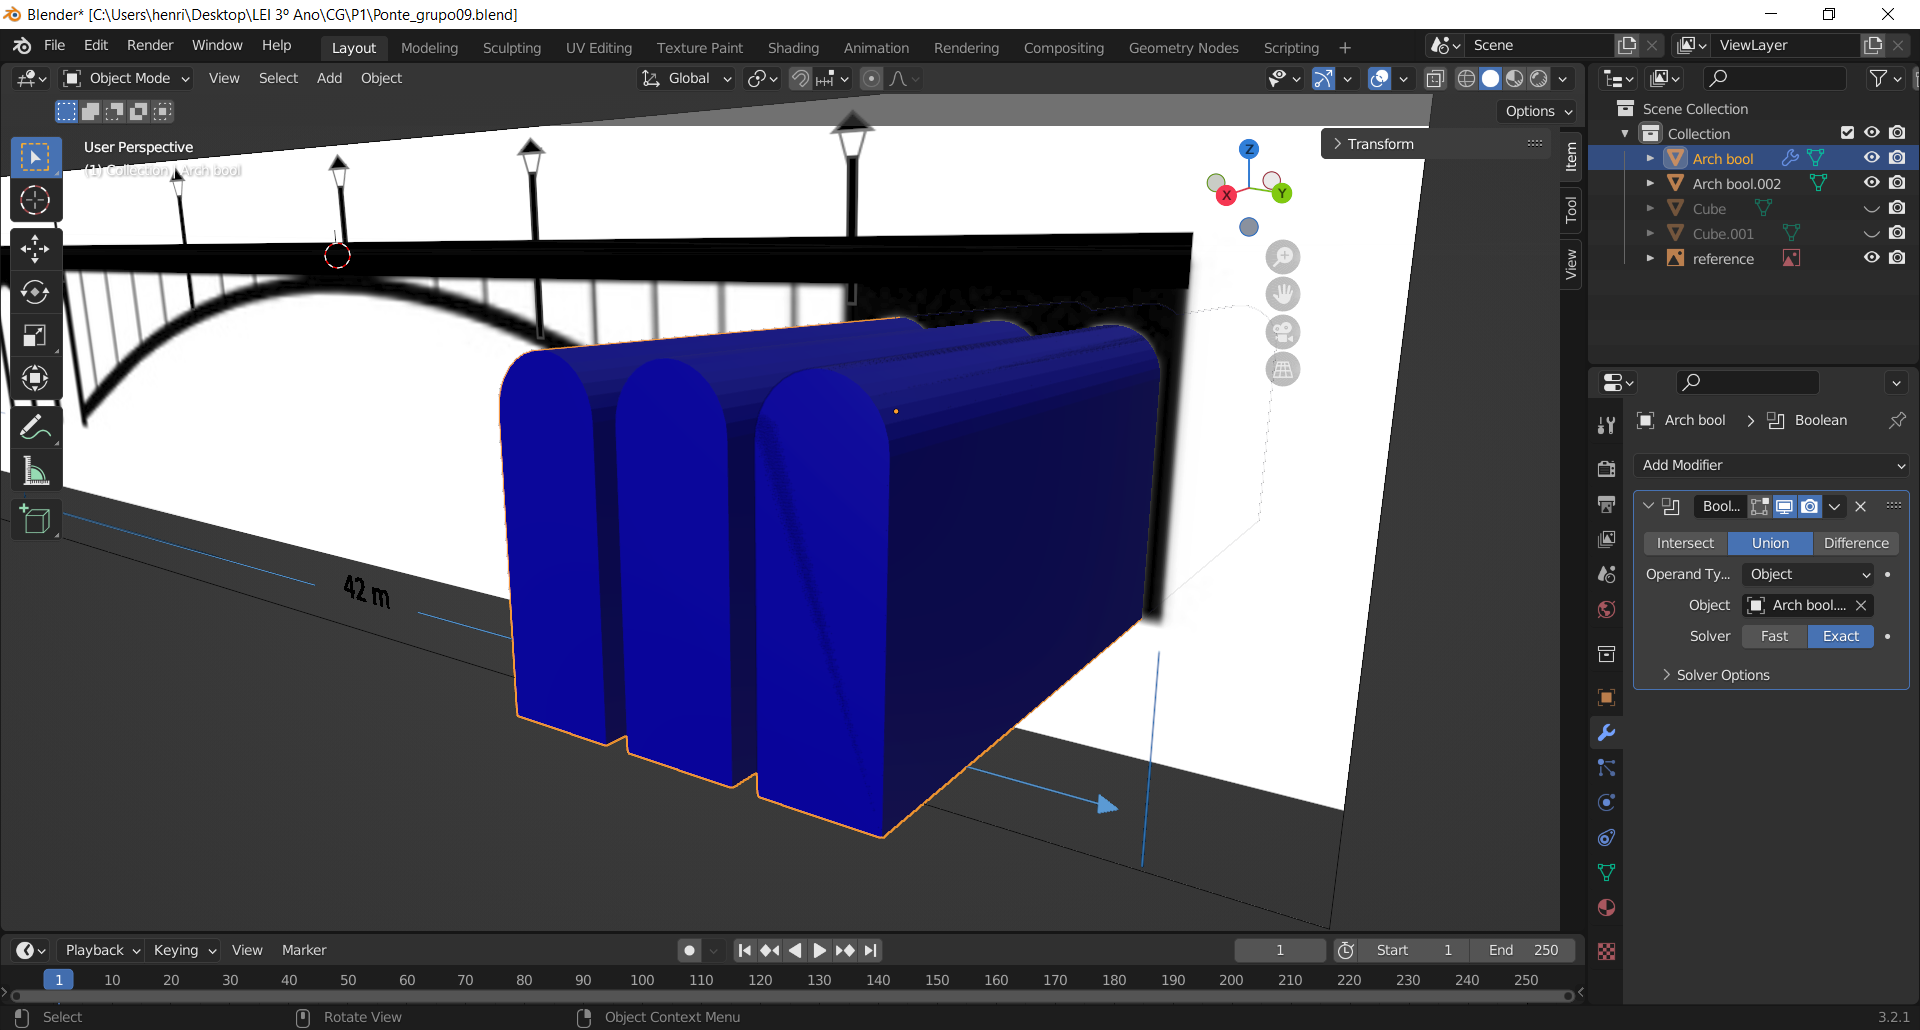 Blender* [C:\Users\henri\Desktop\LEI 3º Ano\CG\P1\Ponte_grupo09.blend]
File Edit Render Window Help
Layout Modeling Sculpting UV Editing Texture Paint Shading Animation Rendering Compositing Geometry Nodes Scripting
Scene
ViewLayer
Object Mode View Select Add Object
Global
Options
User Perspective
(1) Collection | Arch bool
Transform
Item
Tool
View
Z
X
Y
42 m
Scene Collection
Collection
Arch bool
Arch bool.002
Cube
Cube.001
reference
Arch bool > Boolean
Add Modifier
Bool...
Intersect Union Difference
Operand Ty... Object
Object Arch bool....
Solver Fast Exact
Solver Options
Playback Keying View Marker
1
Start 1
End 250
1 10 20 30 40 50 60 70 80 90 100 110 120 130 140 150 160 170 180 190 200 210 220 230 240 250
Select
Rotate View
Object Context Menu
3.2.1